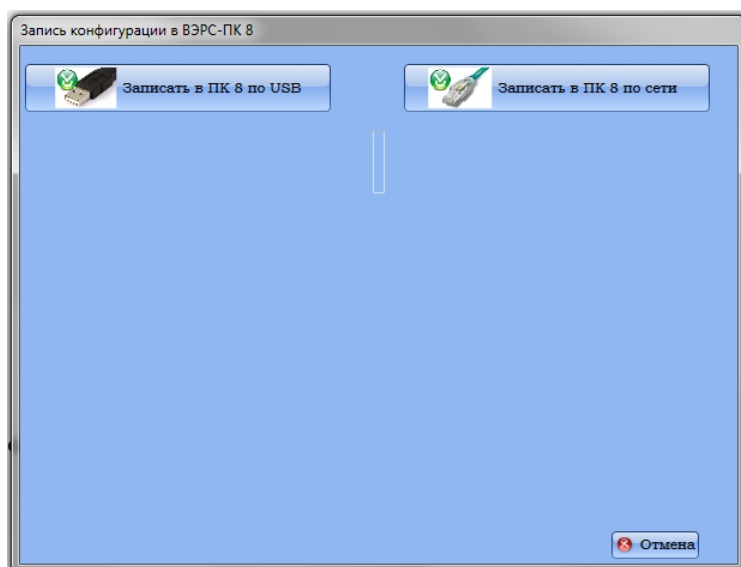 Запись конфигурации в ВЭРС-ПК 8
Записать в ПК 8 по USB
Записать в ПК 8 по сети
Отмена